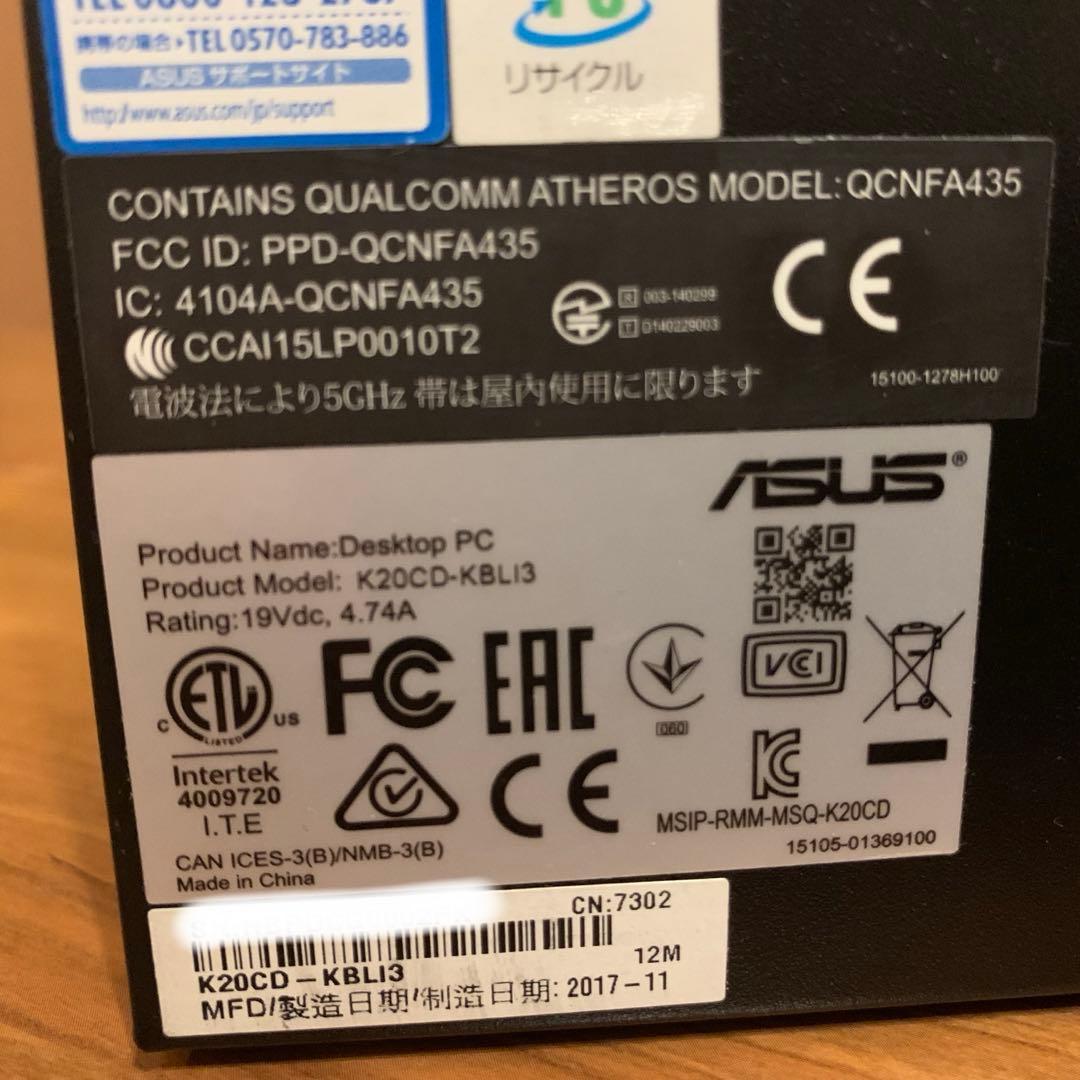 携帯の場合▸TEL 0570-783-886
ASUS サポートサイト
http://www.asus.com/jp/support
リサイクル
CONTAINS QUALCOMM ATHEROS MODEL: QCNFA435
FCC ID: PPD-QCNFA435
IC: 4104A-QCNFA435
R 003-140299
T D140229003
CE
CCAI15LP0010T2
電波法により5GHz 帯は屋内使用に限ります
15100-1278H100
ASUS®
Product Name:Desktop PC
Product Model: K20CD-KBLI3
Rating:19Vdc, 4.74A
c ETL US
LISTED
Intertek
4009720
I.T.E
FC
EAC
060
VCI
CE
KC
MSIP-RMM-MSQ-K20CD
15105-01369100
CAN ICES-3(B)/NMB-3(B)
Made in China
CN:7302
12M
K20CD-KBLI3
MFD/製造日期/制造日期: 2017-11